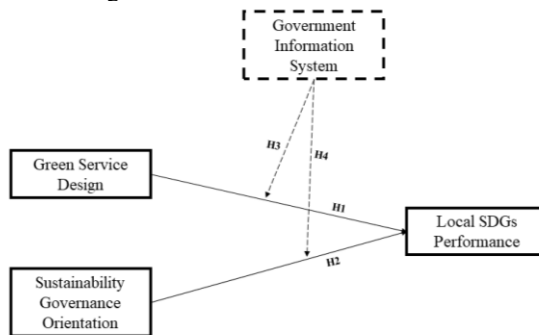 Government
Information
System
H3
H4
Green Service
Design
H1
Local SDGs
Performance
H2
Sustainability
Governance
Orientation